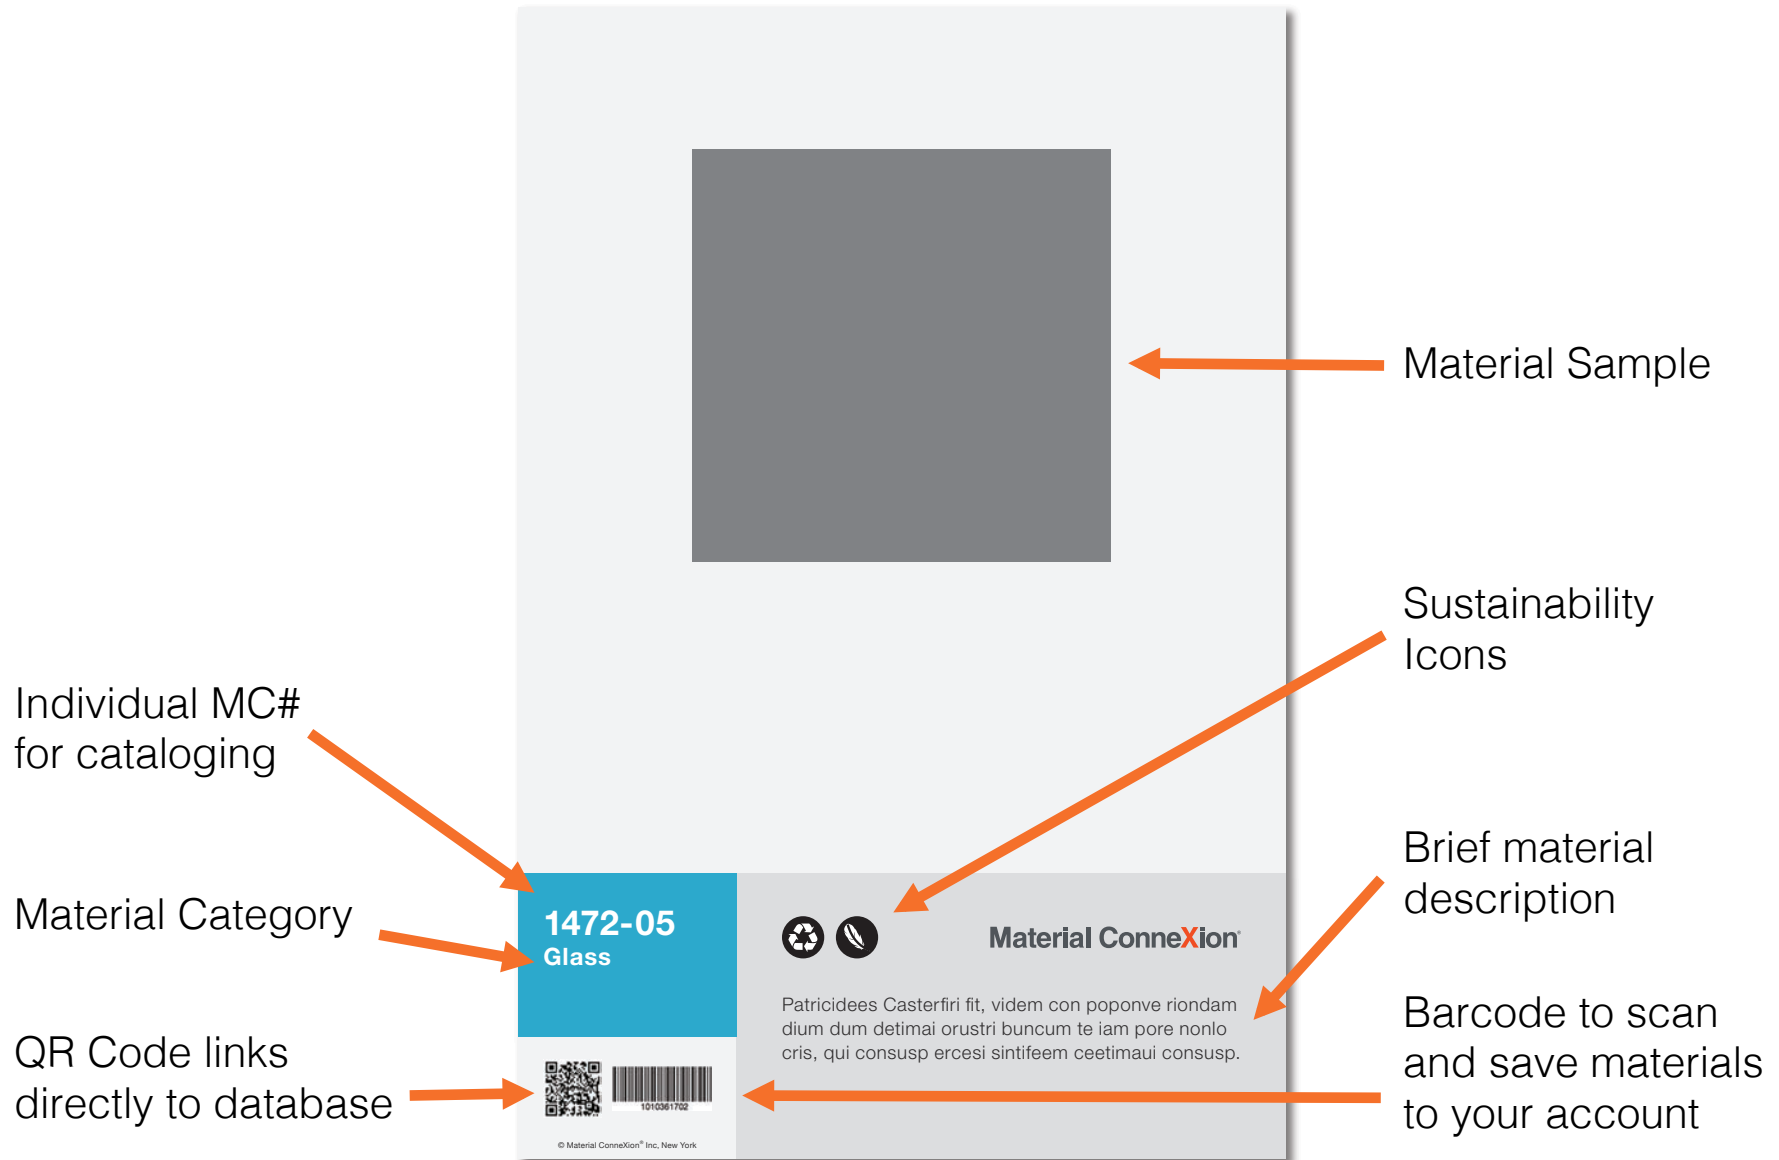 Material Sample
Sustainability
Icons
Individual MC#
for cataloging
Brief material
description
Material Category
1472-05
Glass
Material ConneXion®
Patricidees Casterfiri fit, videm con poponve riondam
dium dum detimai orustri buncum te iam pore nonlo
cris, qui consusp ercesi sintifeem ceetimaui consusp.
QR Code links
directly to database
Barcode to scan
and save materials
to your account
1010361702
© Material ConneXion® Inc, New York